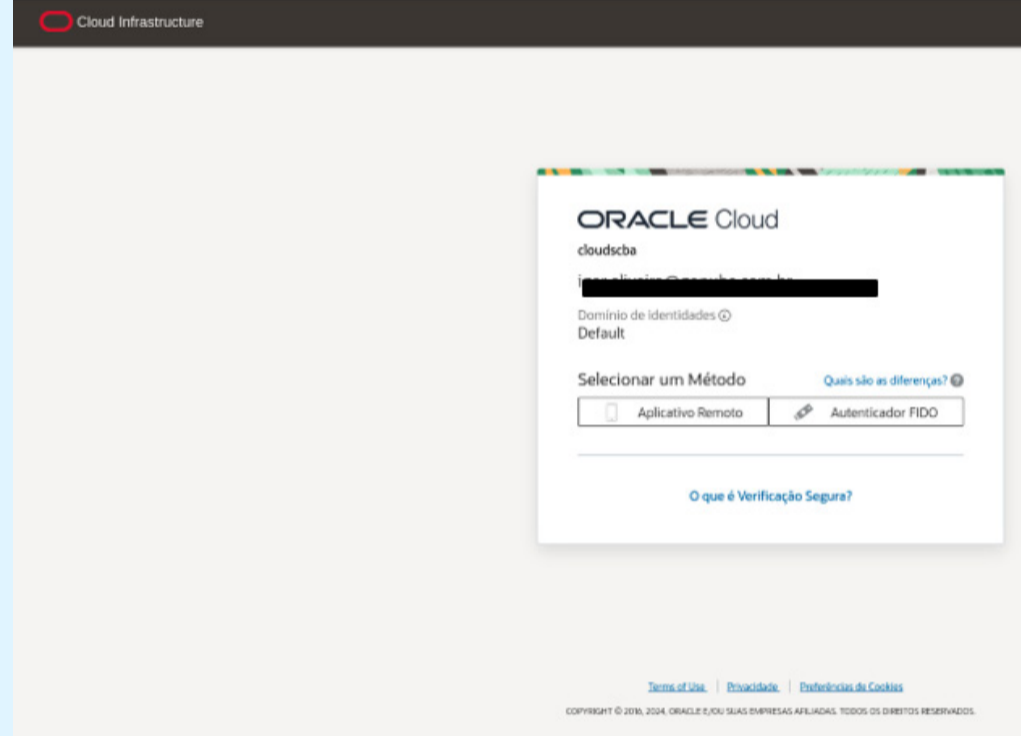 Cloud Infrastructure
ORACLE Cloud
cloudscba
Domínio de identidades
Default
Selecionar um Método
Quais são as diferenças?
Aplicativo Remoto
Autenticador FIDO
O que é Verificação Segura?
Terms of Use | Privacidade | Preferências de Cookies
COPYRIGHT © 2016, 2024, ORACLE E/OU SUAS EMPRESAS AFILIADAS. TODOS OS DIREITOS RESERVADOS.